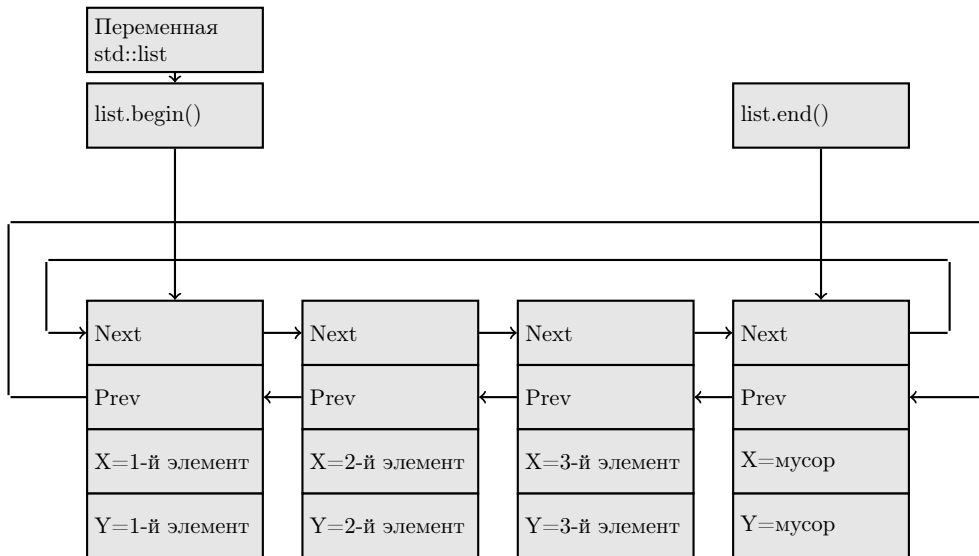 Переменная
std::list
list.begin()
list.end()
Next
Next
Next
Next
Prev
Prev
Prev
Prev
X=1-й элемент
X=2-й элемент
X=3-й элемент
X=мусор
Y=1-й элемент
Y=2-й элемент
Y=3-й элемент
Y=мусор